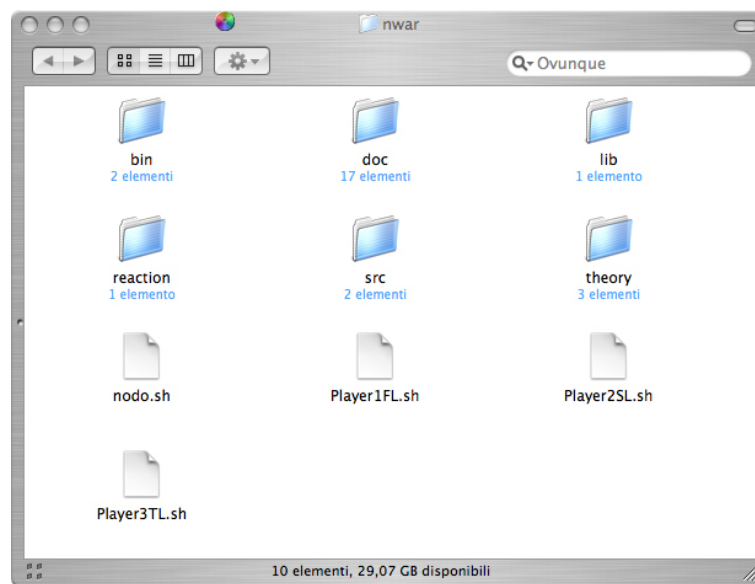 nwar
Ovunque
bin
2 elementi
doc
17 elementi
lib
1 elemento
reaction
1 elemento
src
2 elementi
theory
3 elementi
nodo.sh
Player1FL.sh
Player2SL.sh
Player3TL.sh
10 elementi, 29,07 GB disponibili